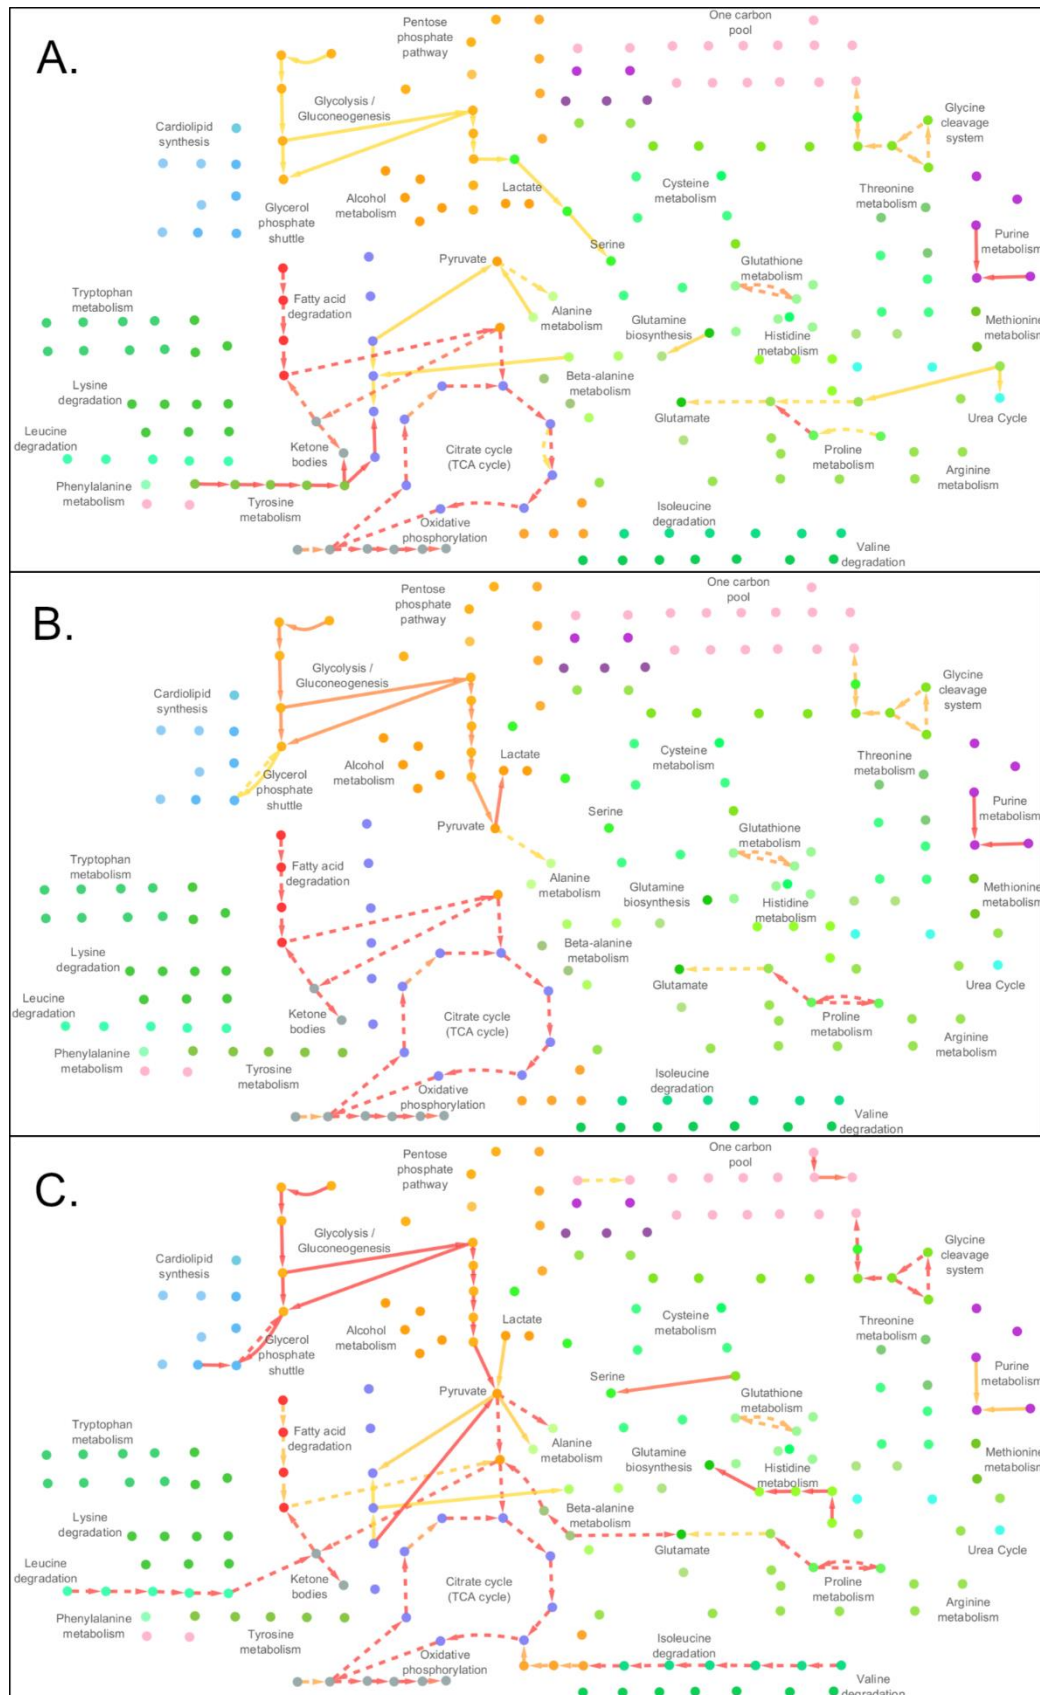 A.
Pentose
phosphate
pathway
One carbon
pool
Glycolysis /
Gluconeogenesis
Glycine
cleavage
system
Cardiolipid
synthesis
Glycerol
phosphate
shuttle
Alcohol
metabolism
Lactate
Cysteine
metabolism
Threonine
metabolism
Serine
Purine
metabolism
Pyruvate
Glutathione
metabolism
Tryptophan
metabolism
Fatty acid
degradation
Alanine
metabolism
Glutamine
biosynthesis
Histidine
metabolism
Methionine
metabolism
Lysine
degradation
Beta-alanine
metabolism
Glutamate
Urea Cycle
Leucine
degradation
Ketone
bodies
Citrate cycle
(TCA cycle)
Proline
metabolism
Arginine
metabolism
Phenylalanine
metabolism
Tyrosine
metabolism
Oxidative
phosphorylation
Isoleucine
degradation
Valine
degradation
B.
Pentose
phosphate
pathway
One carbon
pool
Glycolysis /
Gluconeogenesis
Glycine
cleavage
system
Cardiolipid
synthesis
Glycerol
phosphate
shuttle
Alcohol
metabolism
Lactate
Cysteine
metabolism
Threonine
metabolism
Serine
Purine
metabolism
Pyruvate
Glutathione
metabolism
Tryptophan
metabolism
Fatty acid
degradation
Alanine
metabolism
Glutamine
biosynthesis
Histidine
metabolism
Methionine
metabolism
Lysine
degradation
Beta-alanine
metabolism
Glutamate
Urea Cycle
Leucine
degradation
Ketone
bodies
Citrate cycle
(TCA cycle)
Proline
metabolism
Arginine
metabolism
Phenylalanine
metabolism
Tyrosine
metabolism
Oxidative
phosphorylation
Isoleucine
degradation
Valine
degradation
C.
Pentose
phosphate
pathway
One carbon
pool
Glycolysis /
Gluconeogenesis
Glycine
cleavage
system
Cardiolipid
synthesis
Glycerol
phosphate
shuttle
Alcohol
metabolism
Lactate
Cysteine
metabolism
Threonine
metabolism
Serine
Purine
metabolism
Pyruvate
Glutathione
metabolism
Tryptophan
metabolism
Fatty acid
degradation
Alanine
metabolism
Glutamine
biosynthesis
Histidine
metabolism
Methionine
metabolism
Lysine
degradation
Beta-alanine
metabolism
Glutamate
Urea Cycle
Leucine
degradation
Ketone
bodies
Citrate cycle
(TCA cycle)
Proline
metabolism
Arginine
metabolism
Phenylalanine
metabolism
Tyrosine
metabolism
Oxidative
phosphorylation
Isoleucine
degradation
Valine
degradation